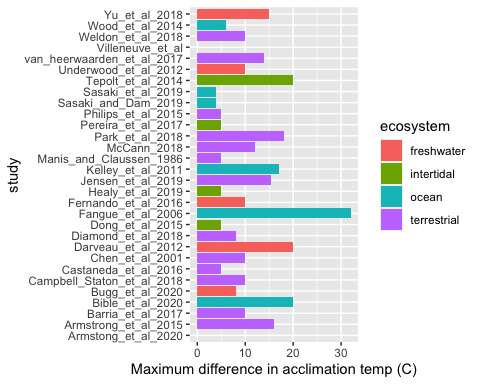 Yu_et_al_2018
Wood_et_al_2014
Weldon_et_al_2018
Villeneuve_et_al
van_heerwaarden_et_al_2017
Underwood_et_al_2012
Tepolt_et_al_2014
Sasaki_et_al_2019
Sasaki_and_Dam_2019
Philips_et_al_2015
Pereira_et_al_2017
Park_et_al_2018
McCann_2018
Manis_and_Claussen_1986
Kelley_et_al_2011
Jensen_et_al_2019
Healy_et_al_2019
Fernando_et_al_2016
Fangue_et_al_2006
Dong_et_al_2015
Diamond_et_al_2018
Darveau_et_al_2012
Chen_et_al_2001
Castaneda_et_al_2016
Campbell_Staton_et_al_2018
Bugg_et_al_2020
Bible_et_al_2020
Barria_et_al_2017
Armstrong_et_al_2015
Armstong_et_al_2020
study
0 10 20 30
Maximum difference in acclimation temp (C)
ecosystem
freshwater
intertidal
ocean
terrestrial